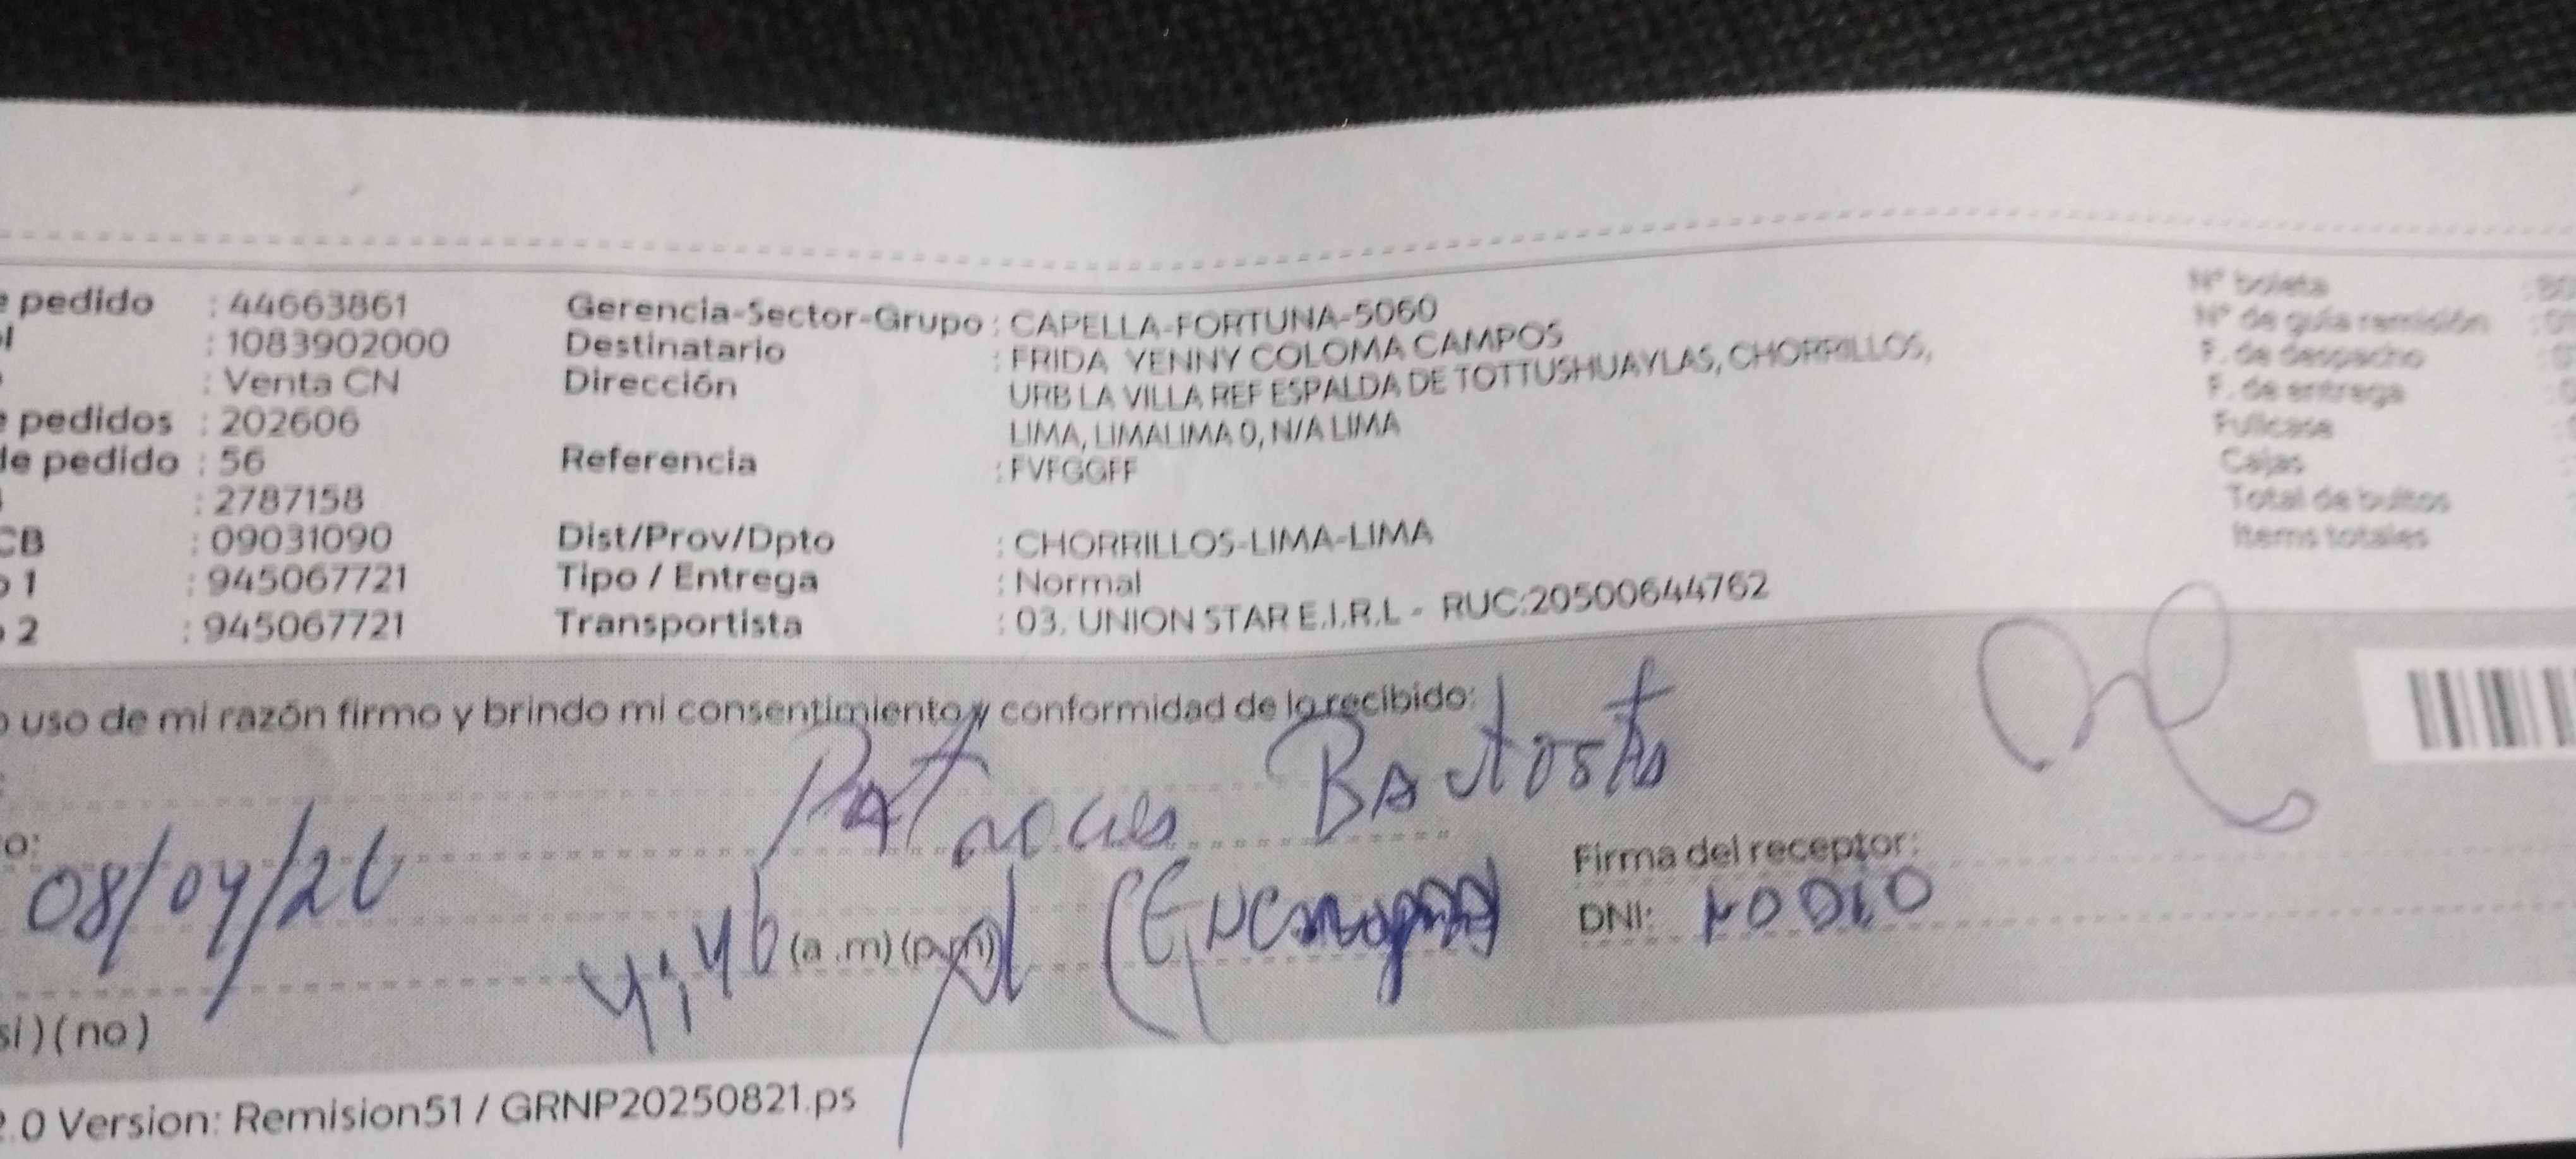 e pedido : 44663861
l : 1083902000
: Venta CN
e pedidos : 202606
de pedido : 56
: 2787158
CB : 09031090
o 1 : 945067721
o 2 : 945067721
Gerencia-Sector-Grupo : CAPELLA-FORTUNA-5060
Destinatario : FRIDA YENNY COLOMA CAMPOS
Dirección URB LA VILLA REF ESPALDA DE TOTTUSHUAYLAS, CHORRILLOS,
LIMA, LIMALIMA 0, N/A LIMA
Referencia : FVFGGFF
Dist/Prov/Dpto : CHORRILLOS-LIMA-LIMA
Tipo / Entrega : Normal
Transportista : 03. UNION STAR E.I.R.L - RUC:20500644762
Nº boleta
Nº de guía remisión
F. de despacho
F. de entrega
Fullcase
Cajas
Total de bultos
Items totales
o uso de mi razón firmo y brindo mi consentimiento y conformidad de lo recibido:
o:
08/04/26
(a .m) (p.m)
Firma del receptor:
DNI:
si ) ( no )
2.0 Version: Remision51 / GRNP20250821.ps